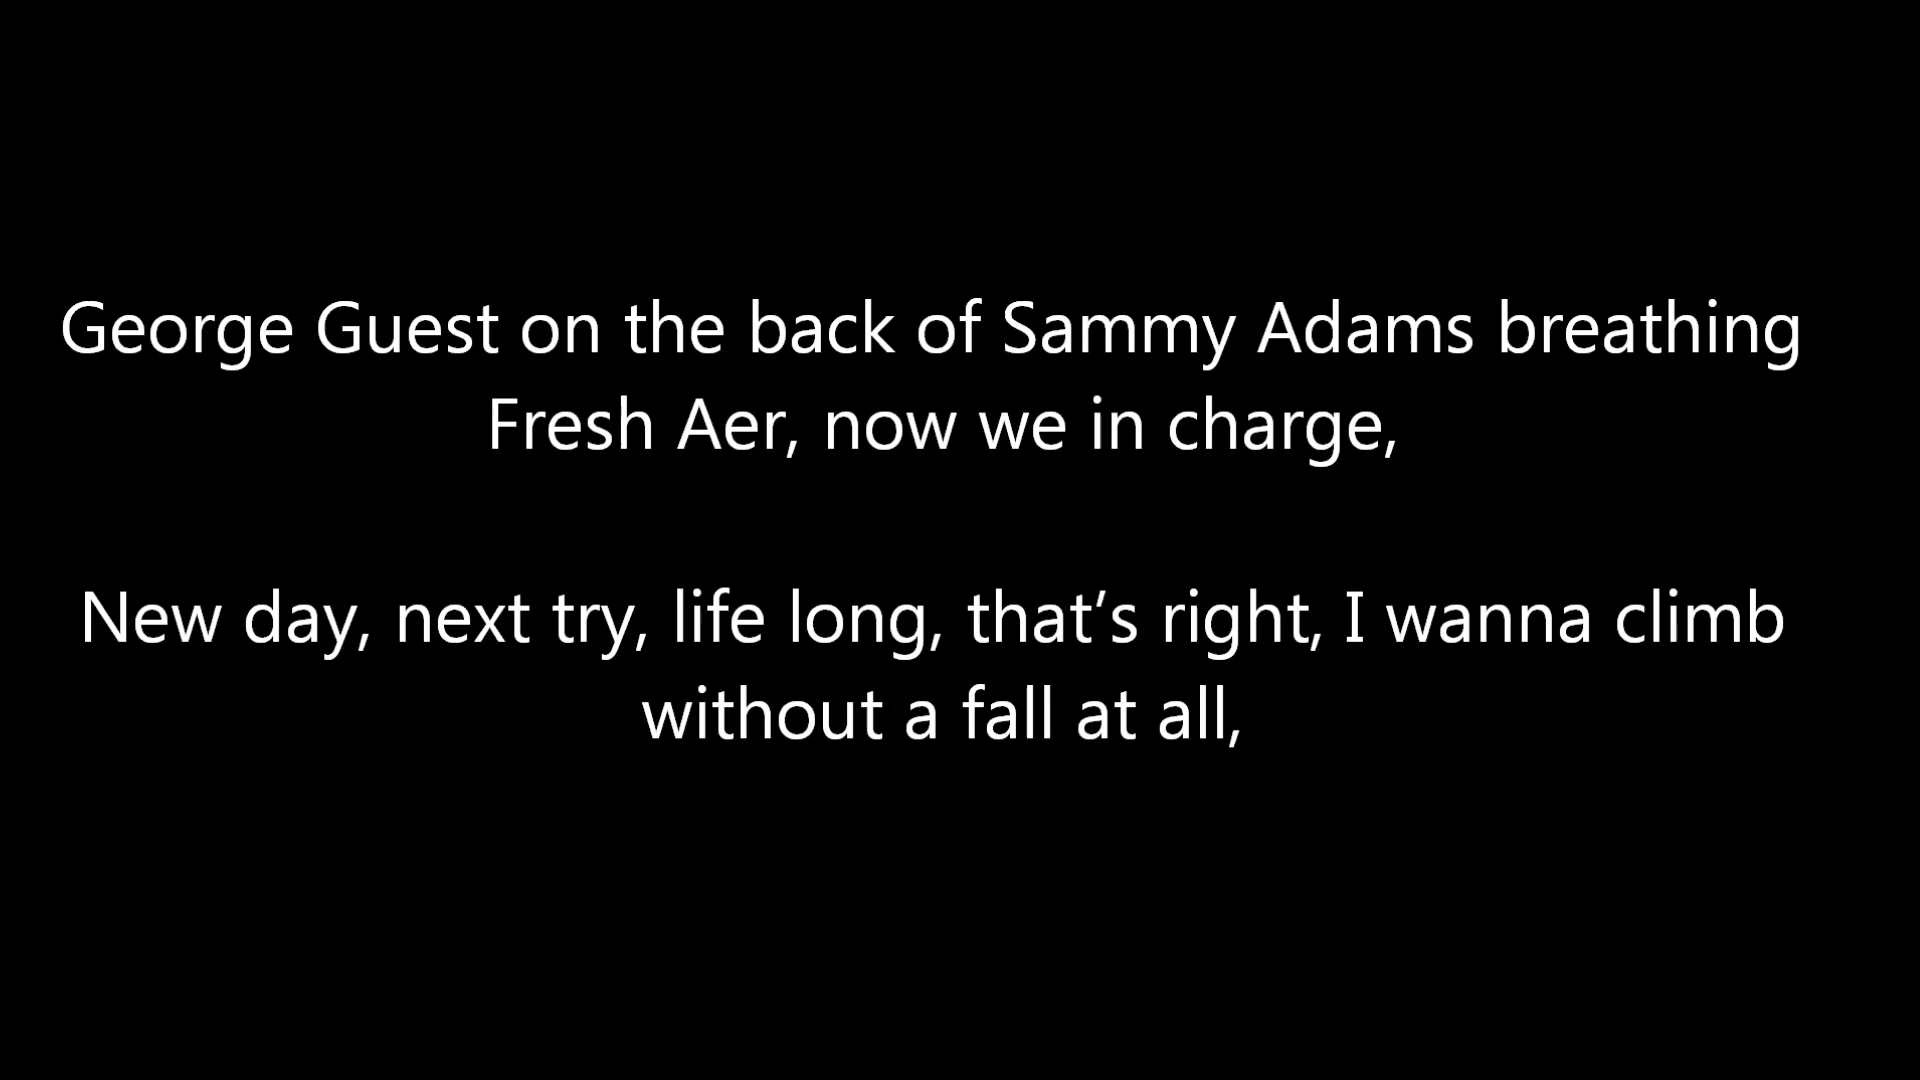 George Guest on the back of Sammy Adams breathing
Fresh Aer, now we in charge,
New day, next try, life long, that’s right, I wanna climb
without a fall at all,